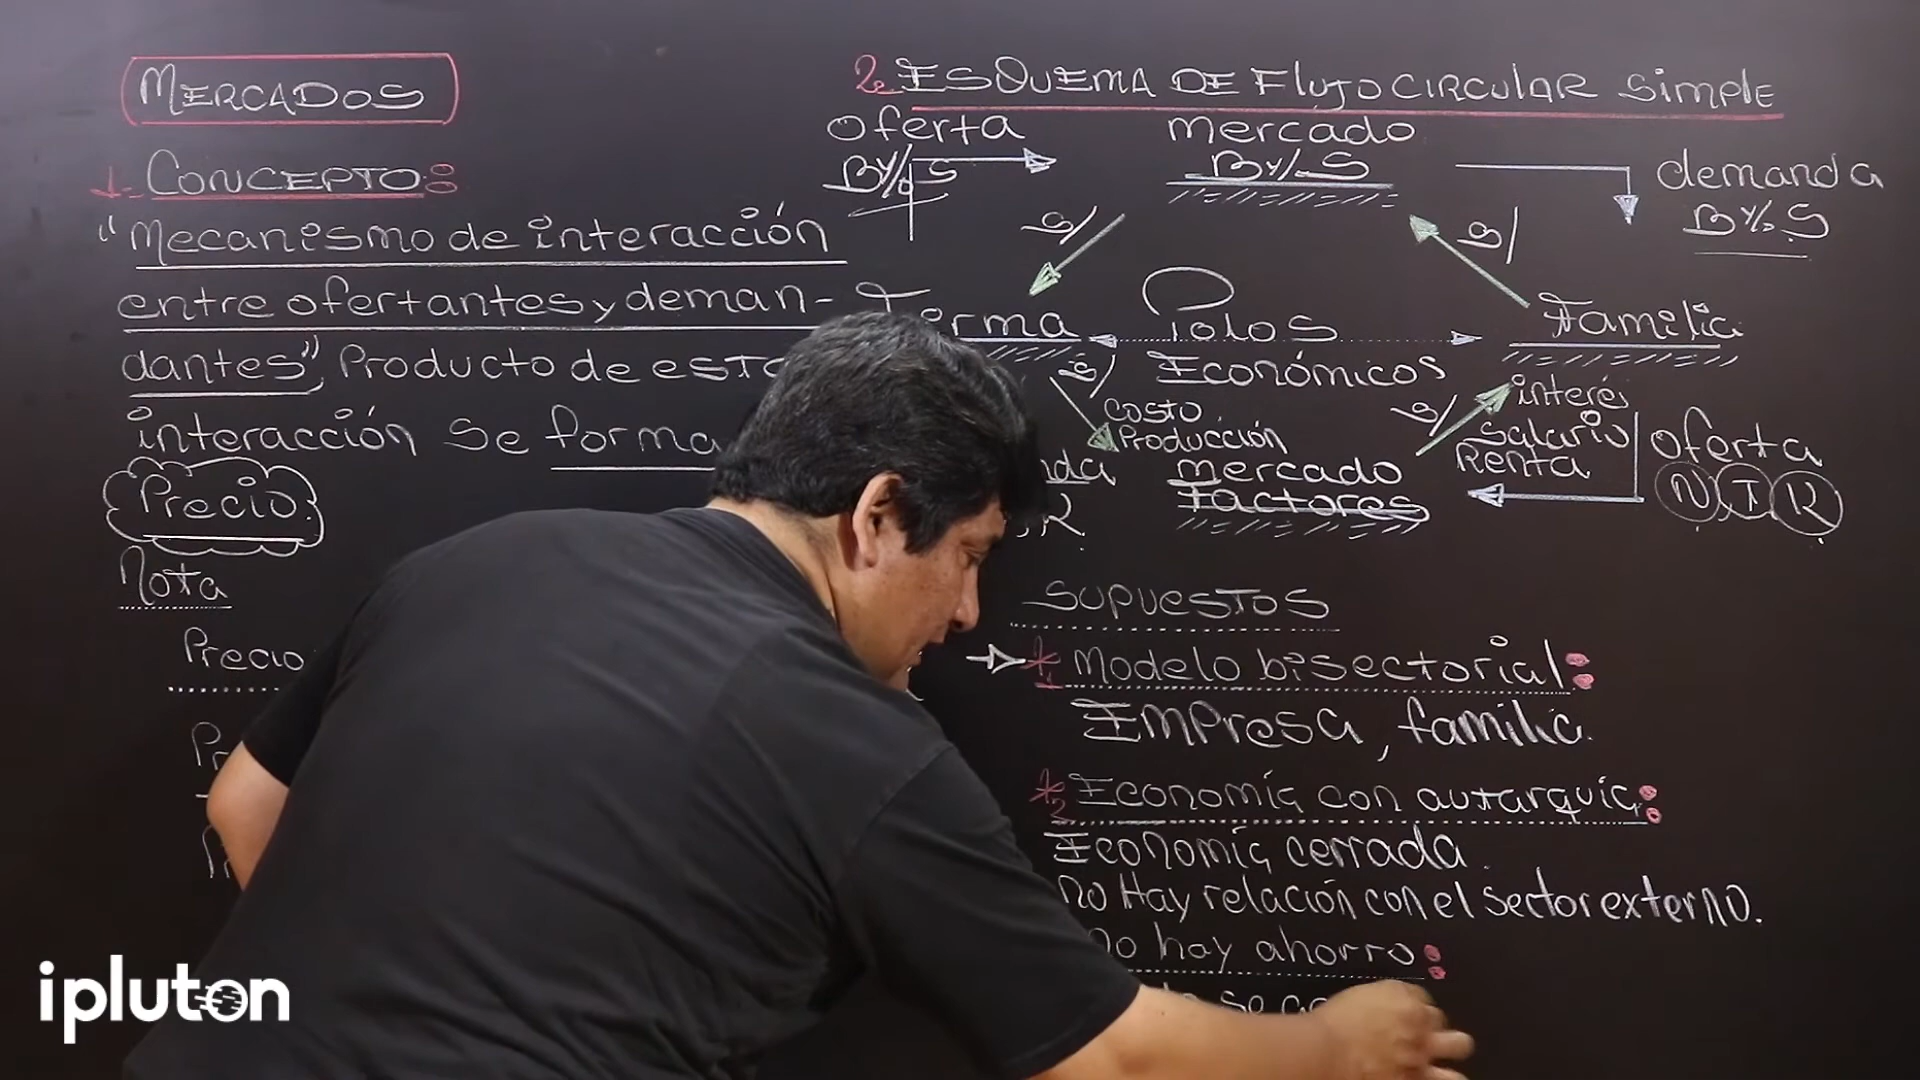 MERCADOS
1- CONCEPTO:
"Mecanismo de interacción
entre ofertantes y deman-
dantes", Producto de esta
interacción se forma
Precio.
Nota
Precio
2. ESQUEMA DE FLUJO CIRCULAR SIMPLE
oferta
B y/. S
mercado
B y/. S
demanda
B y/. S
Polos
Económicos
Familia
costo
Producción
interés
salario
Renta
mercado
Factores
oferta
N, T, K
SUPUESTOS
*1 Modelo bisectorial:
Empresa, familia.
*2 Economía con autarquía:
Economía cerrada.
no Hay relación con el sector externo.
no hay ahorro:
se
ipluton